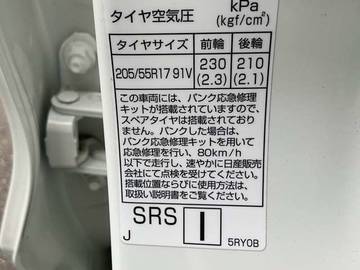 タイヤ空気圧 kPa
(kgf/c㎡)
タイヤサイズ 前輪 後輪
205/55R17 91V 230 210
(2.3) (2.1)
この車両には、パンク応急修理
キットが搭載されていますので、
スペアタイヤは搭載されており
ません。パンクした場合は、
パンク応急修理キットを用いて
応急修理を行い、80km/h
以下で走行し、速やかに日産販売
会社にて点検を受けてください。
搭載位置ならびに使用方法は、
取扱い説明書をご覧ください。
SRS I
J 5RY0B